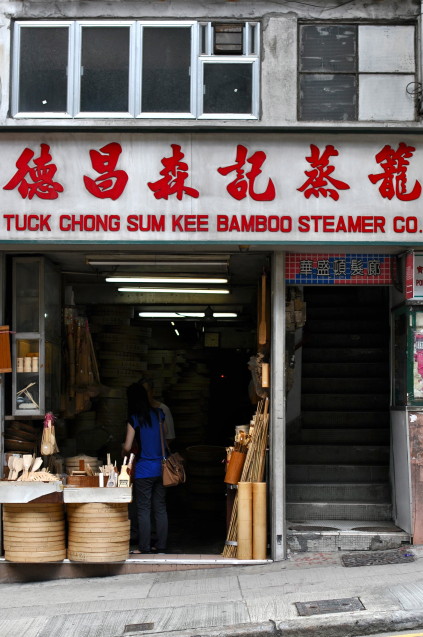 德昌森記蒸籠
TUCK CHONG SUM KEE BAMBOO STEAMER CO.